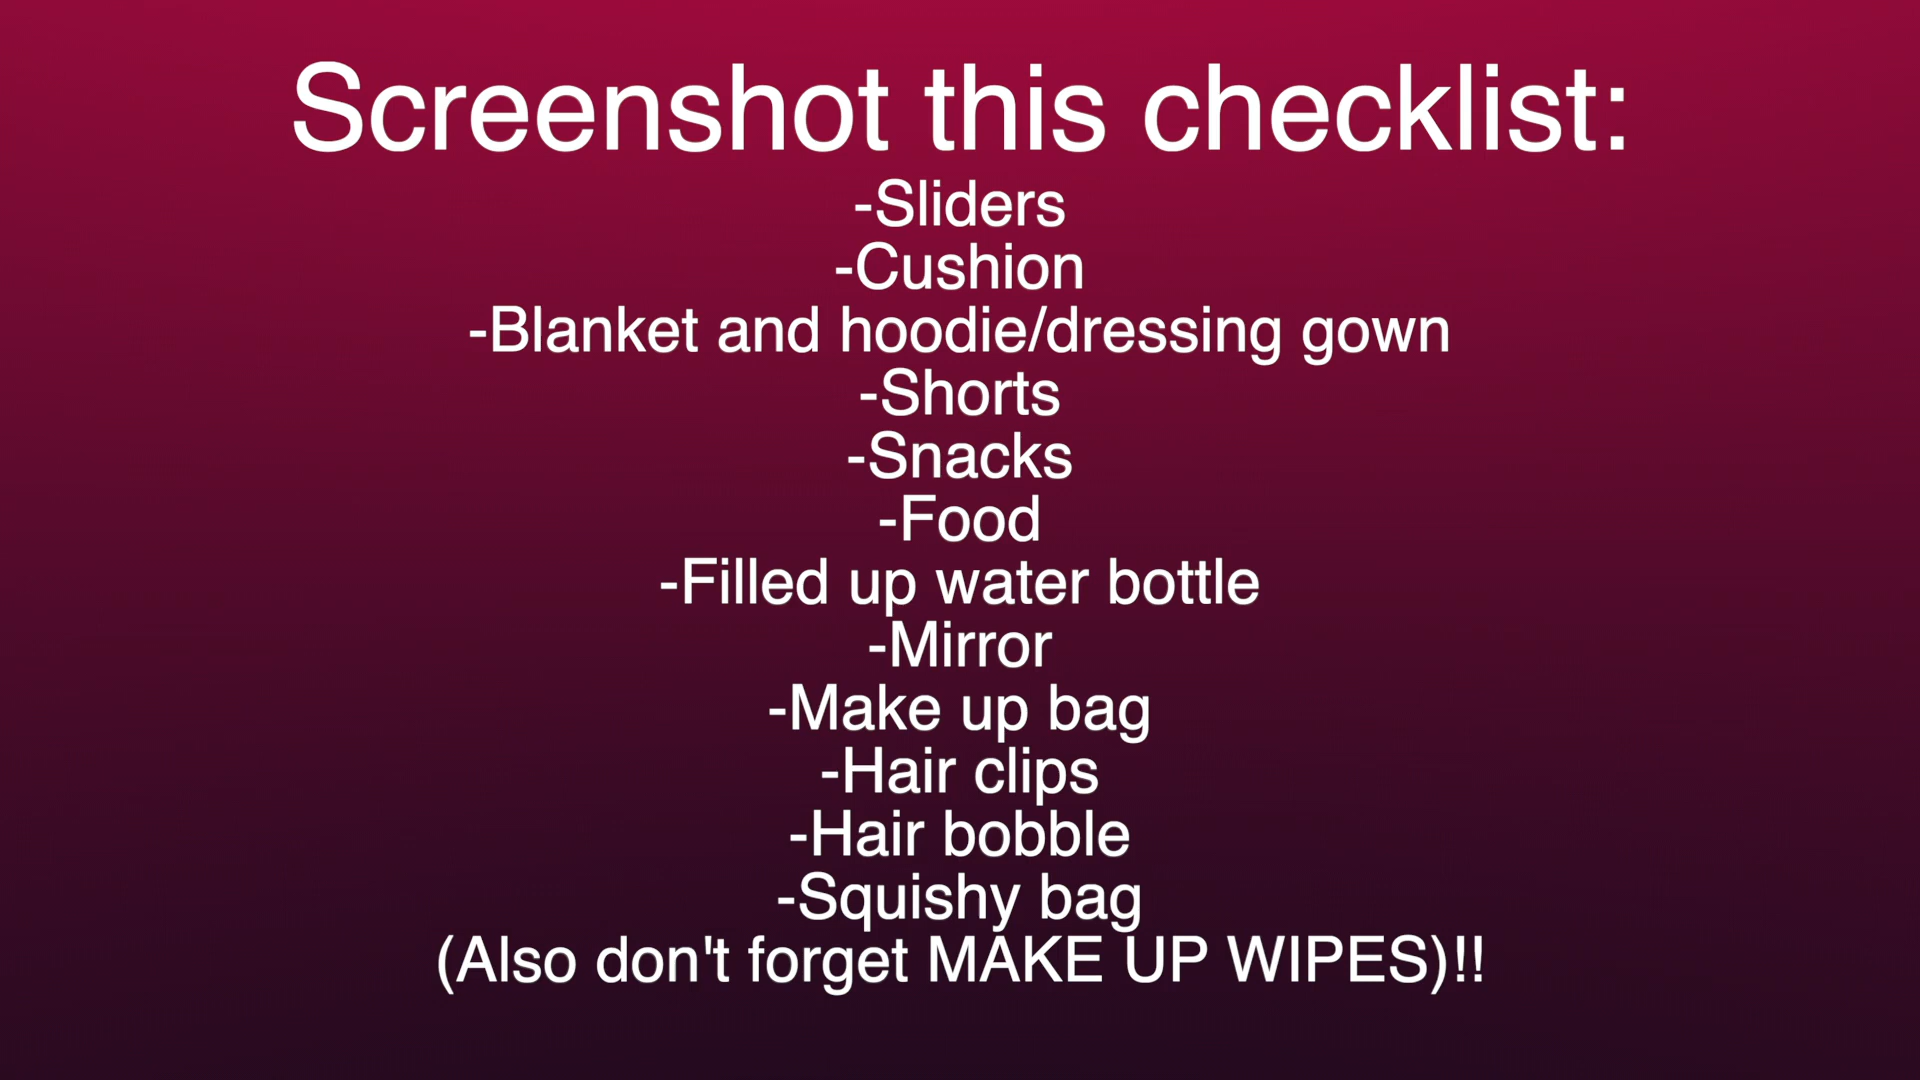 Screenshot this checklist:
-Sliders
-Cushion
-Blanket and hoodie/dressing gown
-Shorts
-Snacks
-Food
-Filled up water bottle
-Mirror
-Make up bag
-Hair clips
-Hair bobble
-Squishy bag
(Also don't forget MAKE UP WIPES)!!